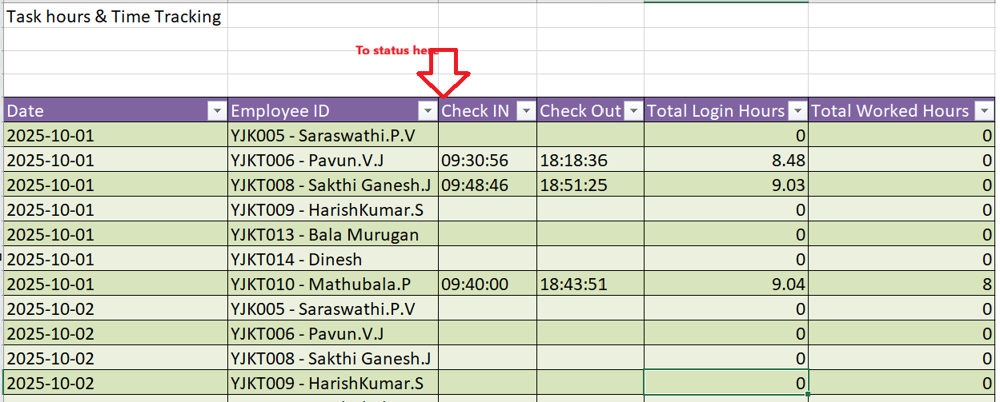 Task hours & Time Tracking
To status here
Date Employee ID Check IN Check Out Total Login Hours Total Worked Hours
2025-10-01 YJK005 - Saraswathi.P.V 0 0
2025-10-01 YJKT006 - Pavun.V.J 09:30:56 18:18:36 8.48 0
2025-10-01 YJKT008 - Sakthi Ganesh.J 09:48:46 18:51:25 9.03 0
2025-10-01 YJKT009 - HarishKumar.S 0 0
2025-10-01 YJKT013 - Bala Murugan 0 0
2025-10-01 YJKT014 - Dinesh 0 0
2025-10-01 YJKT010 - Mathubala.P 09:40:00 18:43:51 9.04 8
2025-10-02 YJK005 - Saraswathi.P.V 0 0
2025-10-02 YJKT006 - Pavun.V.J 0 0
2025-10-02 YJKT008 - Sakthi Ganesh.J 0 0
2025-10-02 YJKT009 - HarishKumar.S 0 0